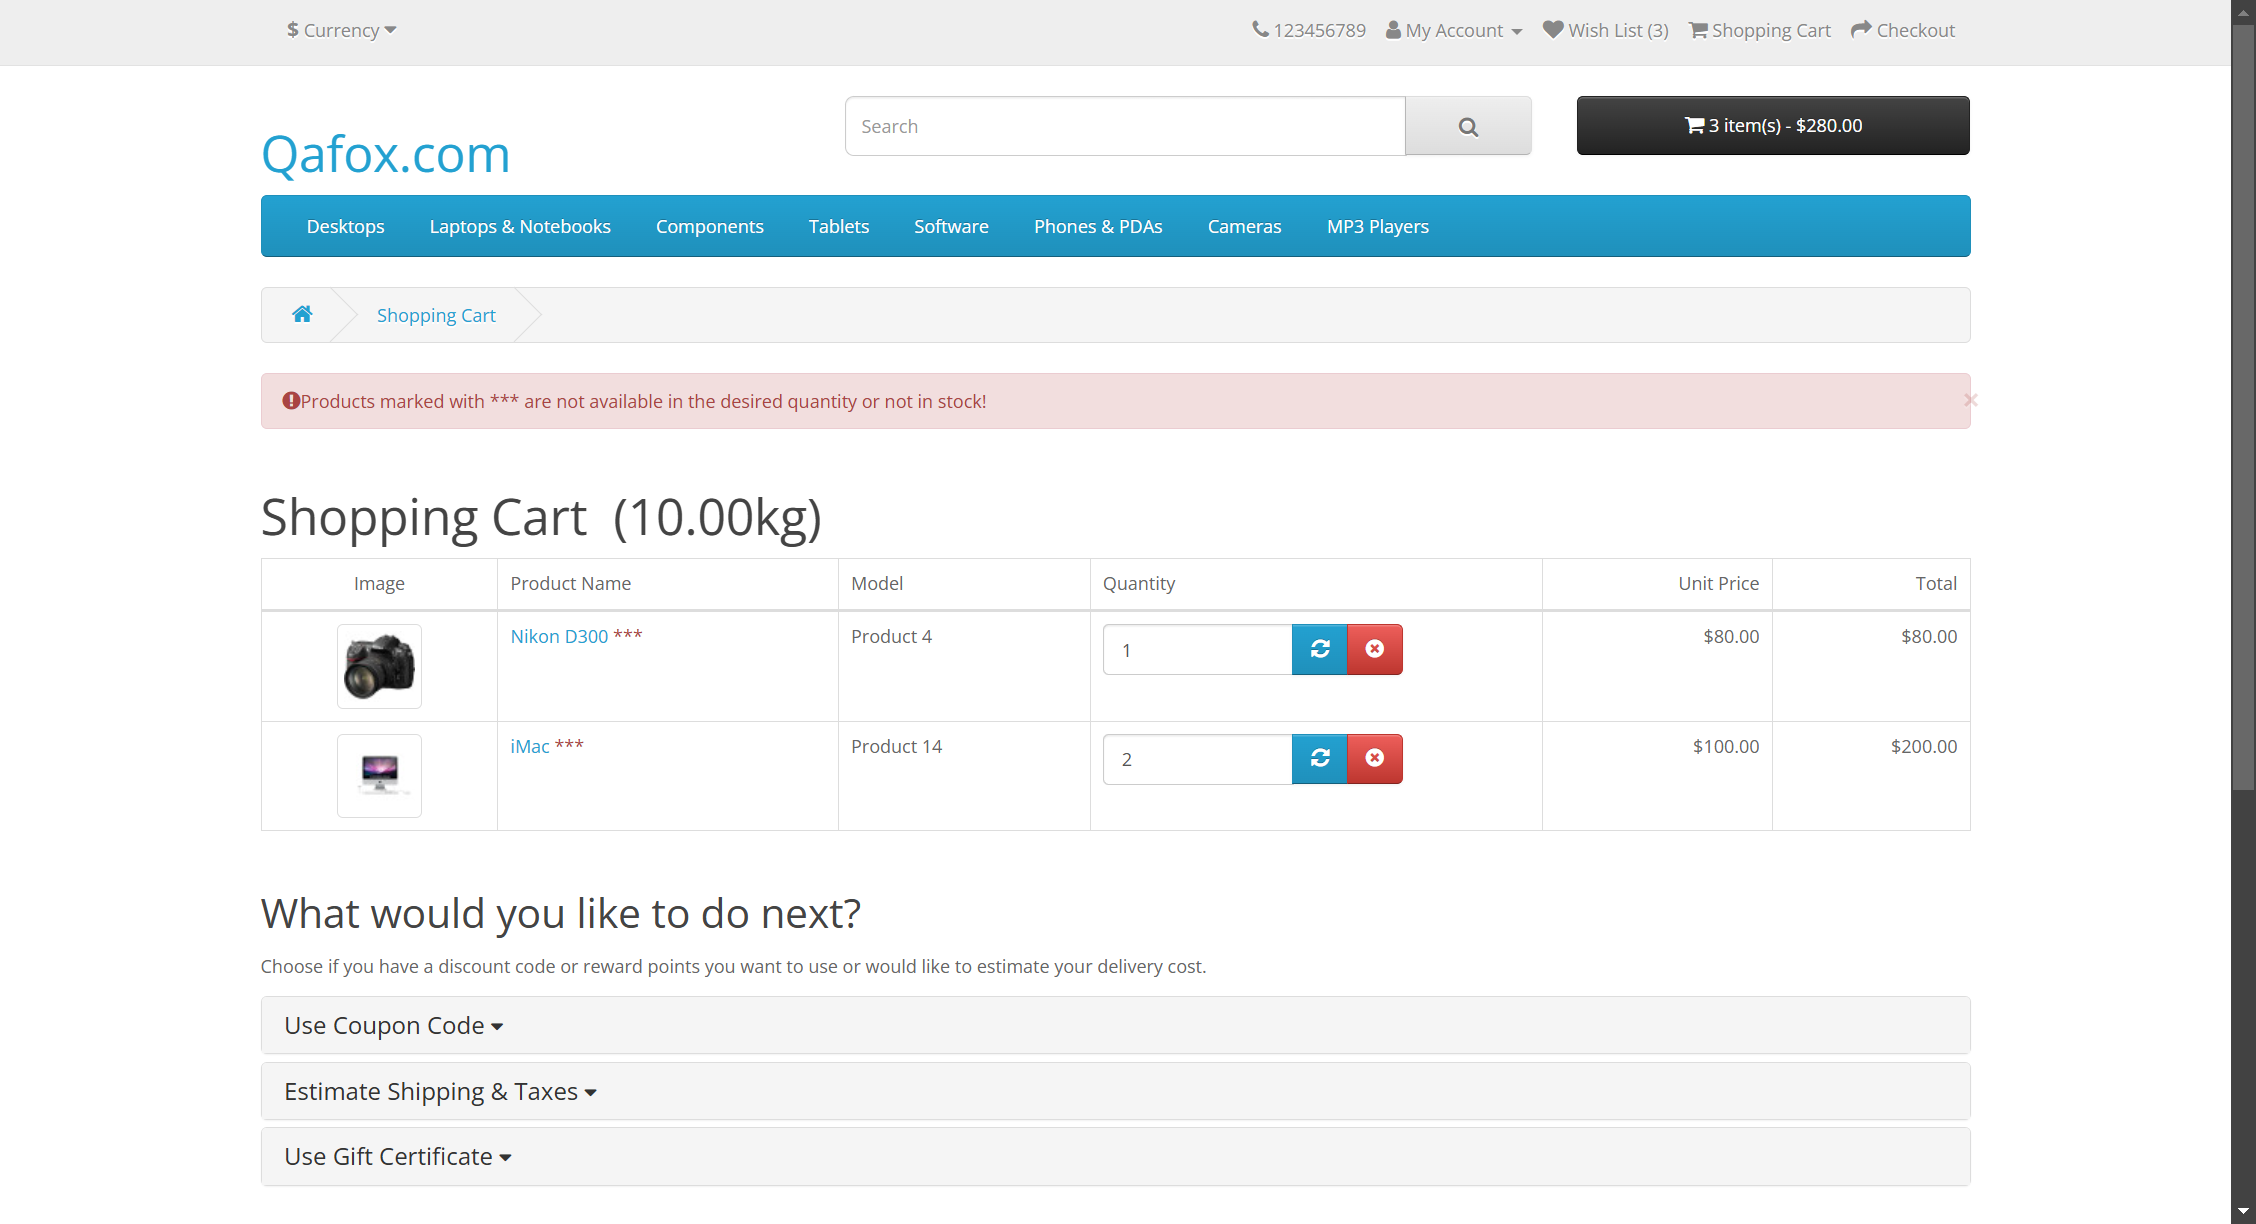 $ Currency
123456789 My Account Wish List (3) Shopping Cart Checkout
Qafox.com
Search
3 item(s) - $280.00
Desktops Laptops & Notebooks Components Tablets Software Phones & PDAs Cameras MP3 Players
Shopping Cart
Products marked with *** are not available in the desired quantity or not in stock!
×
Shopping Cart (10.00kg)
Image Product Name Model Quantity Unit Price Total
Nikon D300 *** Product 4 1 $80.00 $80.00
iMac *** Product 14 2 $100.00 $200.00
What would you like to do next?
Choose if you have a discount code or reward points you want to use or would like to estimate your delivery cost.
Use Coupon Code
Estimate Shipping & Taxes
Use Gift Certificate